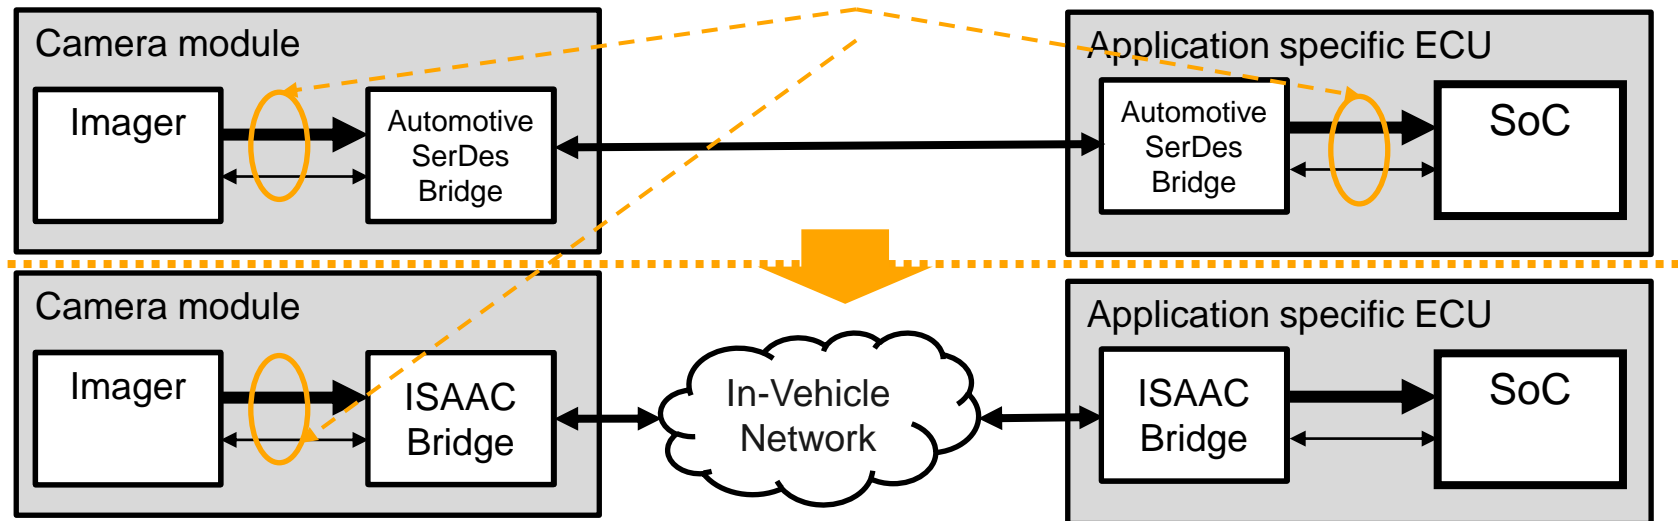 Camera module
Imager
Automotive
SerDes
Bridge
Application specific ECU
Automotive
SerDes
Bridge
SoC
Camera module
Imager
ISAAC
Bridge
In-Vehicle
Network
Application specific ECU
ISAAC
Bridge
SoC